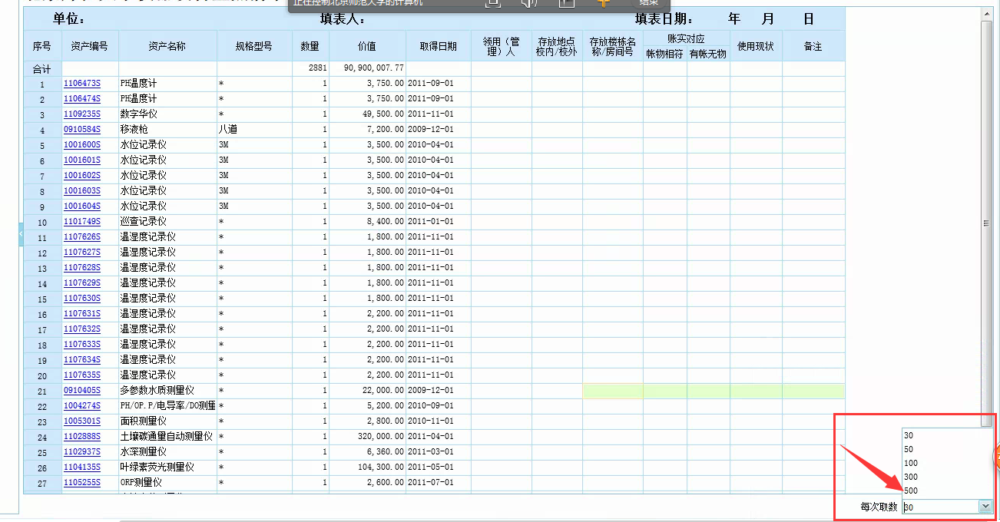 正在控制北京师范大学的计算机 结束
单位： 填表人： 填表日期： 年 月 日
序号 资产编号 资产名称 规格型号 数量 价值 取得日期 领用（管理）人 存放地点校内/校外 存放楼栋名称/房间号 账实对应 使用现状 备注
帐物相符 有帐无物
合计 2881 90,900,007.77
1 1106473S PH温度计 * 1 3,750.00 2011-09-01
2 1106474S PH温度计 * 1 3,750.00 2011-09-01
3 1109235S 数字华仪 * 1 49,500.00 2011-11-01
4 0910584S 移液枪 八道 1 7,200.00 2009-12-01
5 1001600S 水位记录仪 3M 1 3,500.00 2010-04-01
6 1001601S 水位记录仪 3M 1 3,500.00 2010-04-01
7 1001602S 水位记录仪 3M 1 3,500.00 2010-04-01
8 1001603S 水位记录仪 3M 1 3,500.00 2010-04-01
9 1001604S 水位记录仪 3M 1 3,500.00 2010-04-01
10 1101749S 巡查记录仪 * 1 8,400.00 2011-01-01
11 1107626S 温湿度记录仪 * 1 1,800.00 2011-11-01
12 1107627S 温湿度记录仪 * 1 1,800.00 2011-11-01
13 1107628S 温湿度记录仪 * 1 1,800.00 2011-11-01
14 1107629S 温湿度记录仪 * 1 1,800.00 2011-11-01
15 1107630S 温湿度记录仪 * 1 1,800.00 2011-11-01
16 1107631S 温湿度记录仪 * 1 2,200.00 2011-11-01
17 1107632S 温湿度记录仪 * 1 2,200.00 2011-11-01
18 1107633S 温湿度记录仪 * 1 2,200.00 2011-11-01
19 1107634S 温湿度记录仪 * 1 2,200.00 2011-11-01
20 1107635S 温湿度记录仪 * 1 2,200.00 2011-11-01
21 0910405S 多参数水质测量仪 * 1 22,000.00 2009-12-01
22 1004274S PH/OP.P/电导率/DO测量 * 1 5,200.00 2010-09-01
23 1005301S 面积测量仪 * 1 2,800.00 2010-11-01
24 1102888S 土壤碳通量自动测量仪 * 1 320,000.00 2011-04-01
25 1102937S 水深测量仪 * 1 6,360.00 2011-03-01
26 1104135S 叶绿素荧光测量仪 * 1 104,300.00 2011-05-01
27 1105255S ORP测量仪 * 1 2,600.00 2011-07-01
30
50
100
300
500
每次取数 30